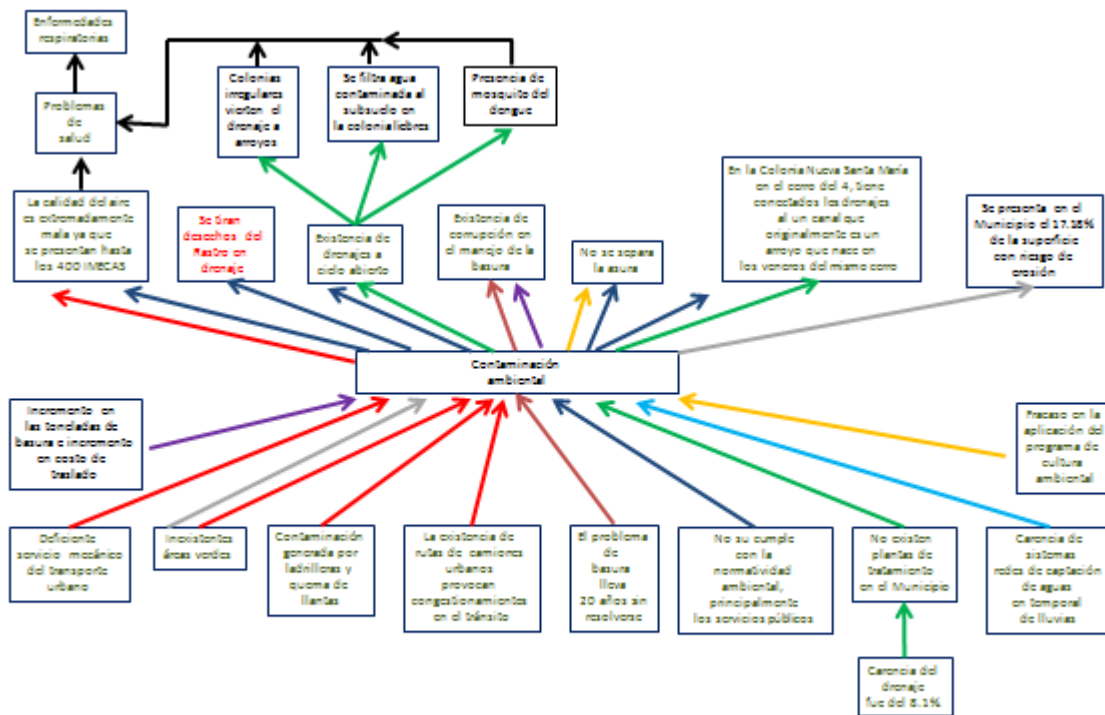 Enfermedades
respiratorias
Problemas
de
salud
Colonias
irregulares
vierten el
drenaje a
arroyos
Se filtra agua
contaminada al
subsuelo en
la colonia liebres
Presencia de
mosquito del
dengue
La calidad del aire
es extremadamente
mala ya que
se presentan hasta
los 400 IMECAS
Se tiran
desechos del
Rastro en
drenaje
Existencia de
drenajes a
cielo abierto
Existencia de
corrupción en
el manejo de la
basura
No se separa
la asura
En la Colonia Nueva Santa María
en el cerro del 4, tiene
conectados los drenajes
al un canal que
originalmente es un
arroyo que nace en
los veneros del mismo cerro
Se presenta en el
Municipio el 17.18%
de la superficie
con riesgo de
erosión
Contaminación
ambiental
Incremento en
las toneladas de
basura e incremento
en costo de
traslado
Fracaso en la
aplicación del
programa de
cultura
ambiental
Deficiente
servicio mecánico
del transporte
urbano
Inexistentes
áreas verdes
Contaminación
generada por
ladrilleras y
quema de
llantas
La existencia de
rutas de camiones
urbanos
provocan
congestionamientos
en el tránsito
El problema
de
basura
lleva
20 años sin
resolverse
No su cumple
con la
normatividad
ambiental,
principalmente
los servicios públicos
No existen
plantas de
tratamiento
en el Municipio
Carencia de
sistemas
redes de captación
de aguas
en temporal
de lluvias
Carencia del
drenaje
fue del 8.1%